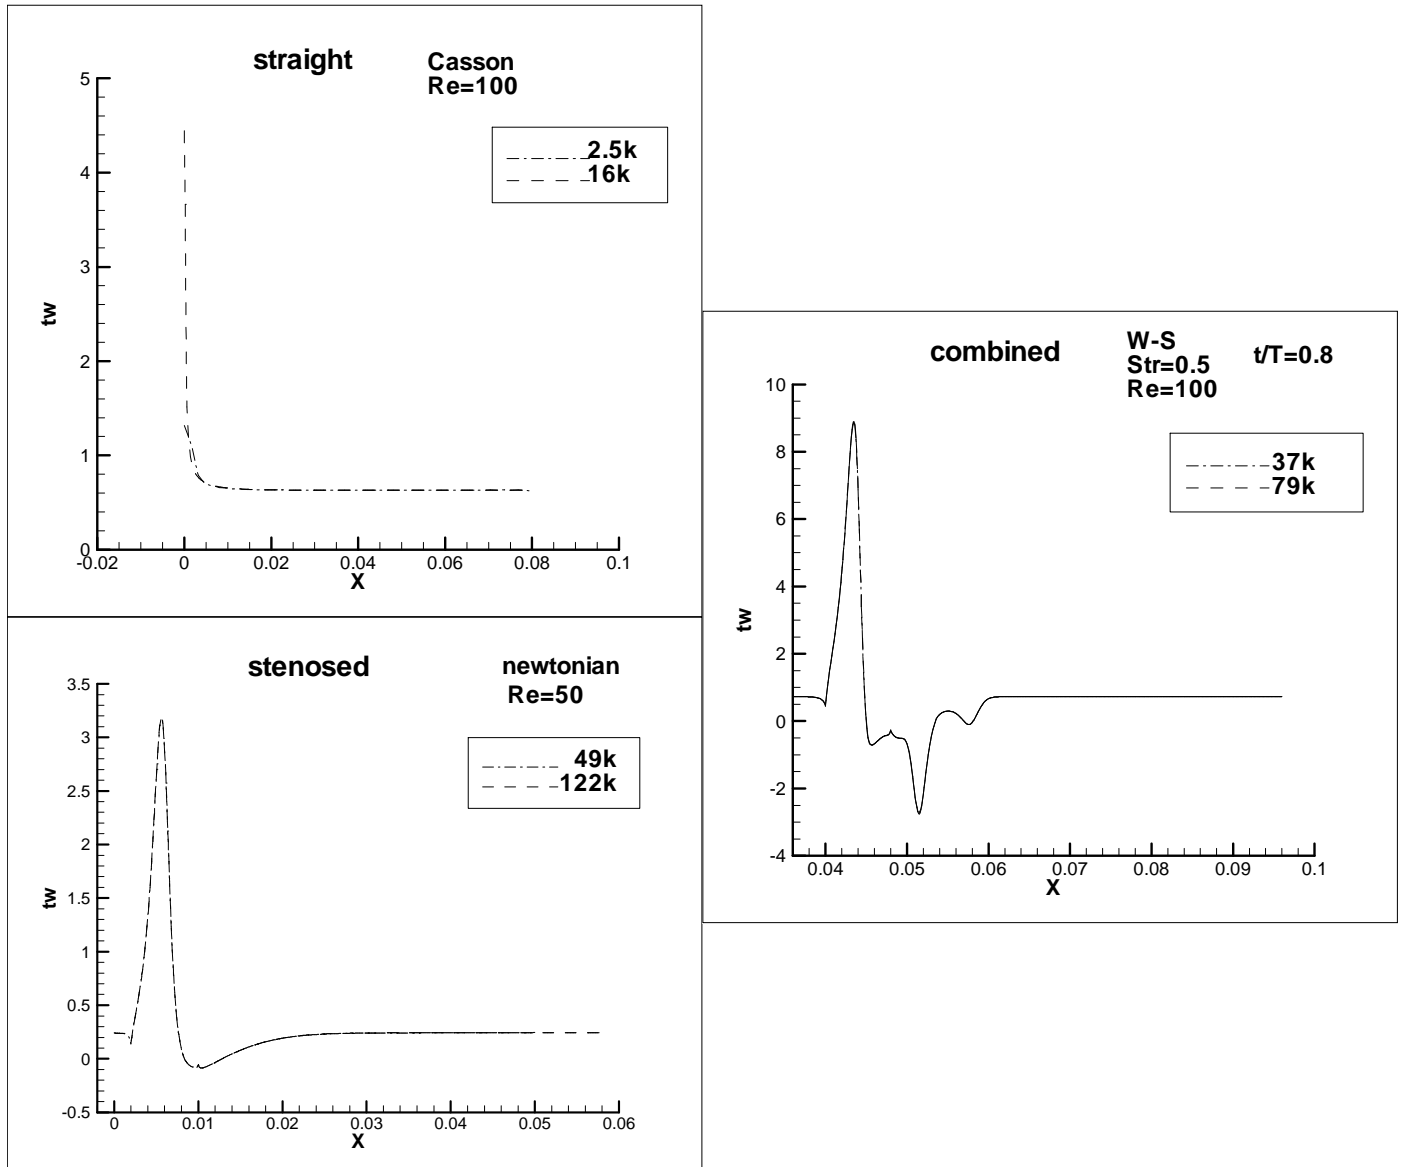 straight
Casson
Re=100
5
4
3
2
1
0
tw
2.5k
16k
-0.02
0
0.02
0.04
0.06
0.08
0.1
X
stenosed
newtonian
Re=50
3.5
3
2.5
2
1.5
1
0.5
0
-0.5
tw
49k
122k
0
0.01
0.02
0.03
0.04
0.05
0.06
X
combined
W-S
Str=0.5
Re=100
t/T=0.8
10
8
6
4
2
0
-2
-4
tw
37k
79k
0.04
0.05
0.06
0.07
0.08
0.09
0.1
X